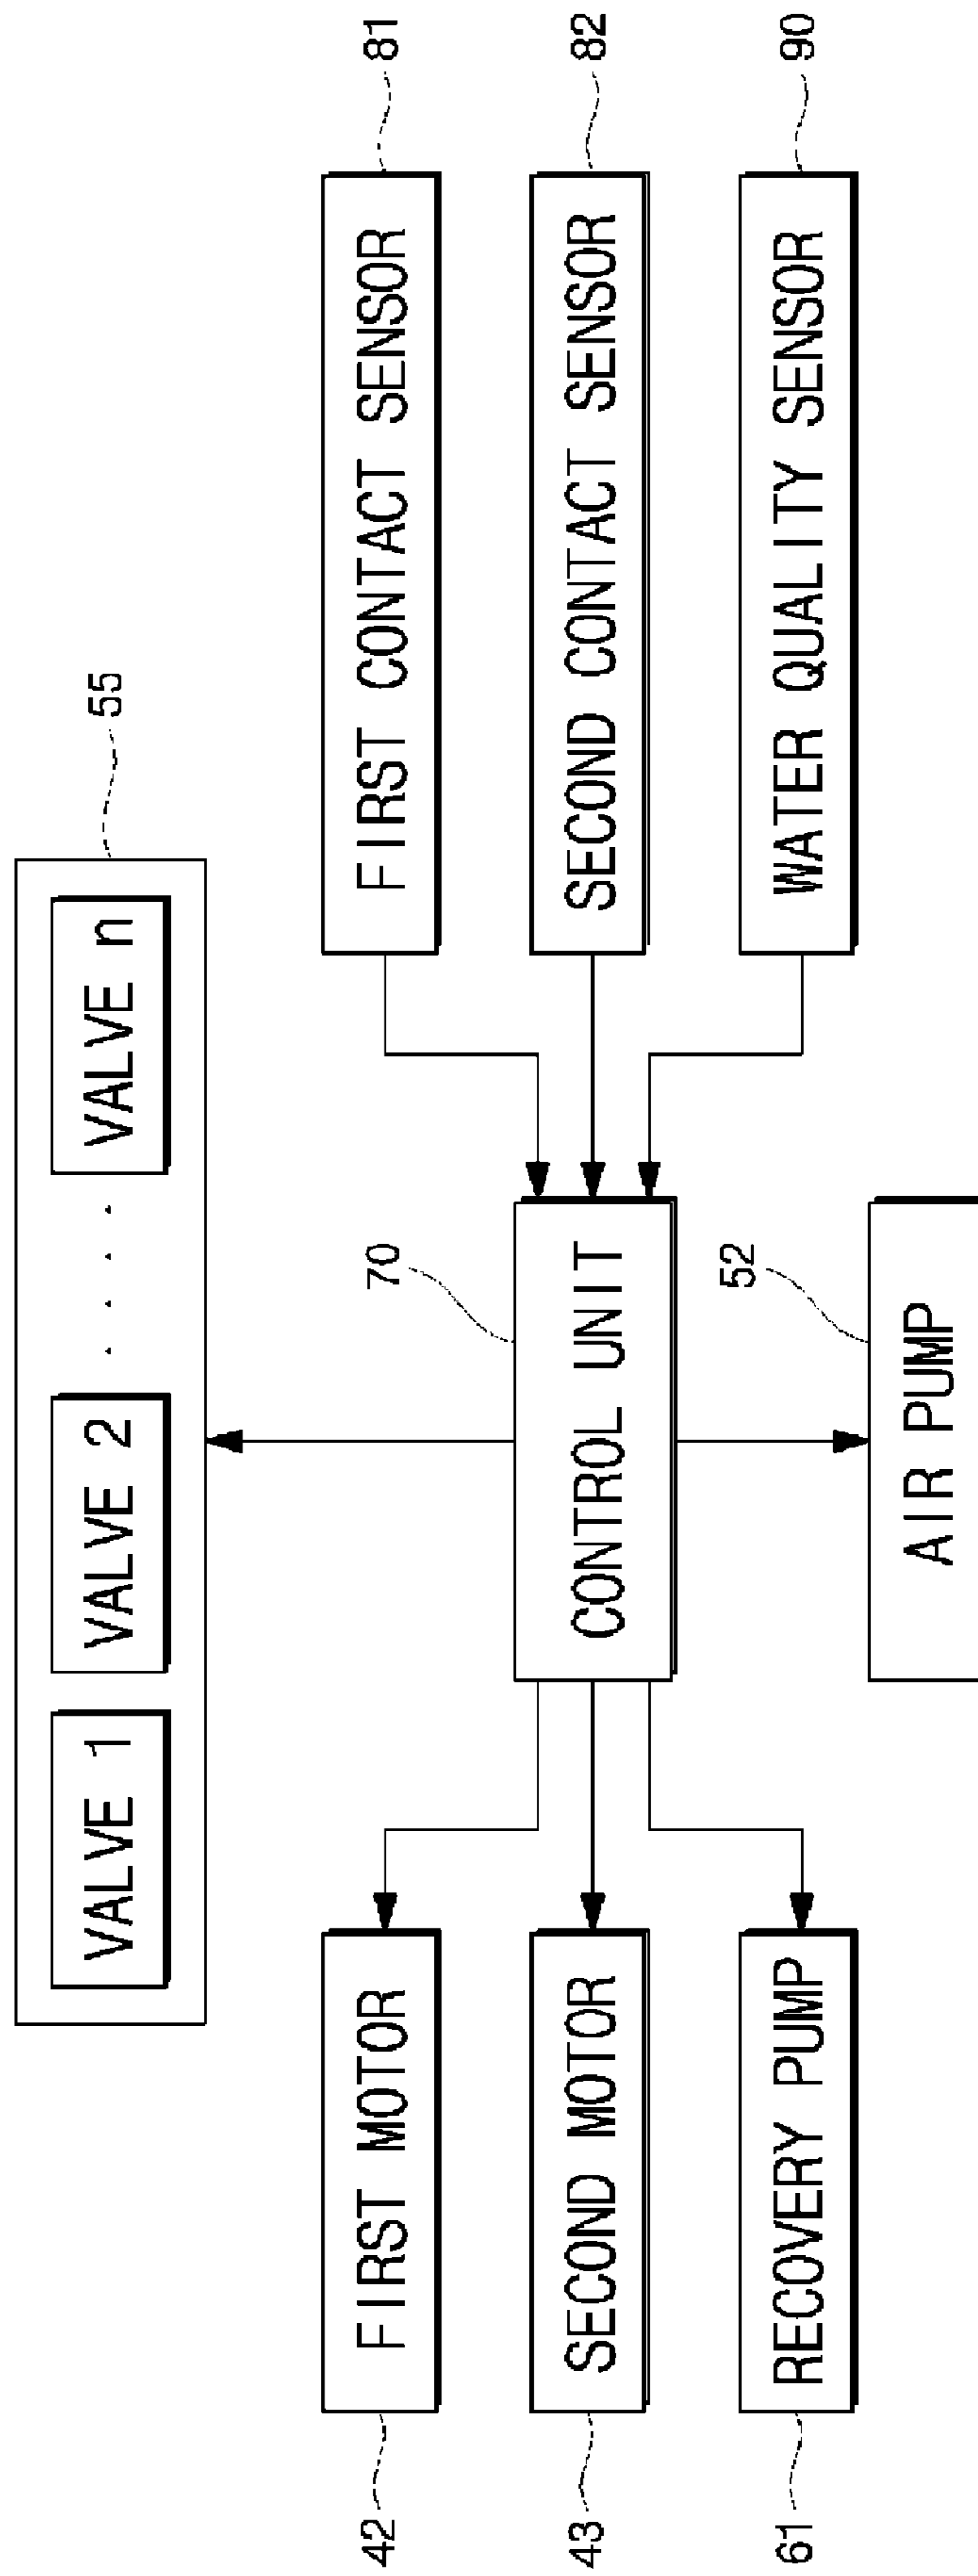 55
VALVE 1
VALVE 2
. . . .
VALVE n
42
FIRST MOTOR
FIRST CONTACT SENSOR
81
70
43
SECOND MOTOR
CONTROL UNIT
SECOND CONTACT SENSOR
82
61
RECOVERY PUMP
52
WATER QUALITY SENSOR
90
AIR PUMP